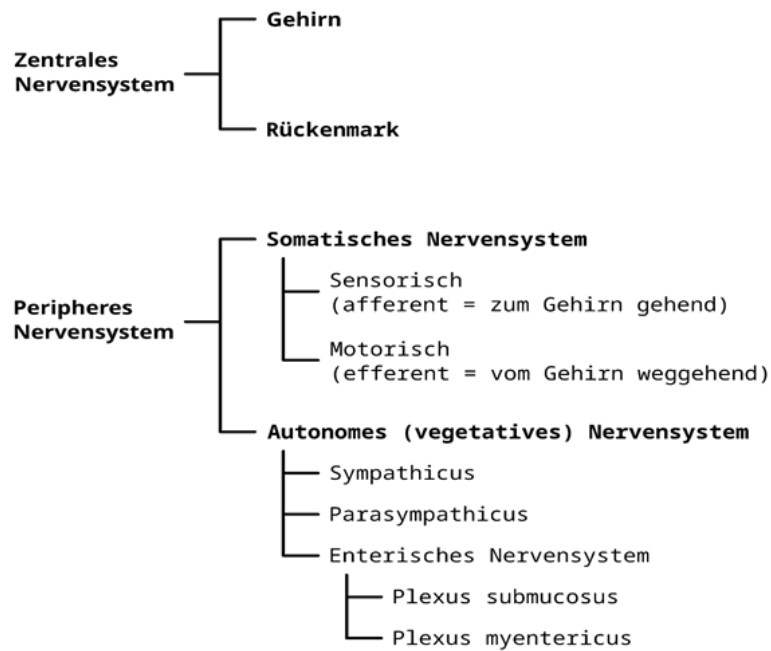 Gehirn
Zentrales
Nervensystem
Rückenmark
Somatisches Nervensystem
Sensorisch
(afferent = zum Gehirn gehend)
Peripheres
Nervensystem
Motorisch
(efferent = vom Gehirn weggehend)
Autonomes (vegetatives) Nervensystem
Sympathicus
Parasympathicus
Enterisches Nervensystem
Plexus submucosus
Plexus myentericus